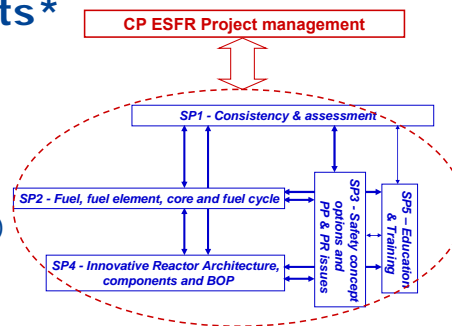 ts*
CP ESFR Project management
SP1 - Consistency & assessment
SP2 - Fuel, fuel element, core and fuel cycle
)
SP4 - Innovative Reactor Architecture,
components and BOP
SP3 - Safety concept
options and
PP & PR issues
SP5 – Education
& Training